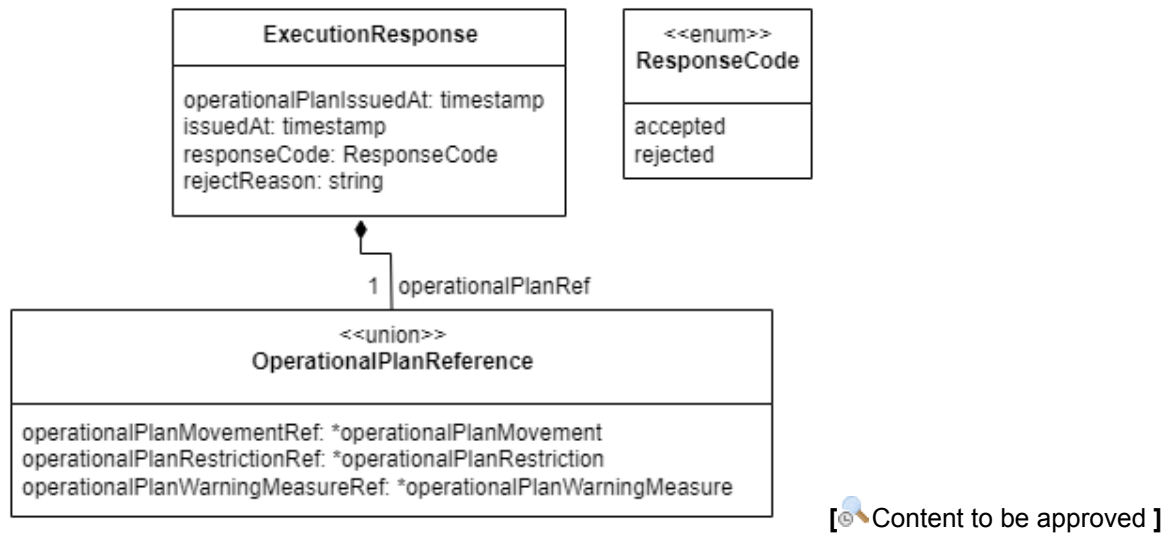 ExecutionResponse
operationalPlanIssuedAt: timestamp
issuedAt: timestamp
responseCode: ResponseCode
rejectReason: string
<<enum>>
ResponseCode
accepted
rejected
1 operationalPlanRef
<<union>>
OperationalPlanReference
operationalPlanMovementRef: *operationalPlanMovement
operationalPlanRestrictionRef: *operationalPlanRestriction
operationalPlanWarningMeasureRef: *operationalPlanWarningMeasure
[Content to be approved ]